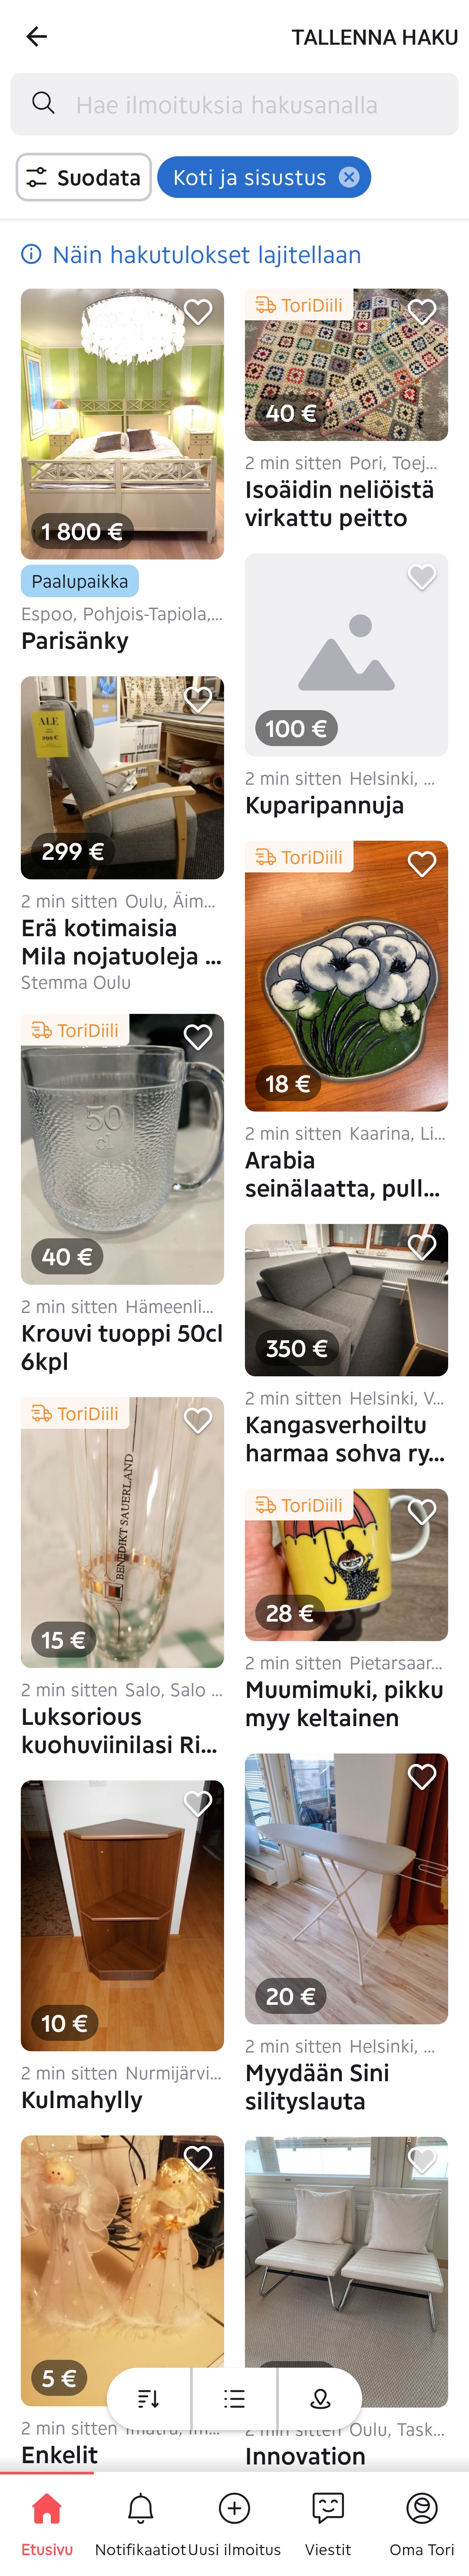 TALLENNA HAKU
Hae ilmoituksia hakusanalla
Suodata
Koti ja sisustus
Näin hakutulokset lajitellaan
1 800 €
Paalupaikka
Espoo, Pohjois-Tapiola,...
Parisänky
ALE
299 €
2 min sitten Oulu, Äim...
Erä kotimaisia
Mila nojatuoleja ...
Stemma Oulu
ToriDiili
50
cl
40 €
2 min sitten Hämeenli...
Krouvi tuoppi 50cl
6kpl
ToriDiili
BENEDIKT SAUERLAND
15 €
2 min sitten Salo, Salo ...
Luksorious
kuohuviinilasi Ri...
10 €
2 min sitten Nurmijärvi...
Kulmahylly
5 €
2 min sitten
Enkelit
ToriDiili
40 €
2 min sitten Pori, Toej...
Isoäidin neliöistä
virkattu peitto
100 €
2 min sitten Helsinki, ...
Kuparipannuja
ToriDiili
18 €
2 min sitten Kaarina, Li...
Arabia
seinälaatta, pull...
350 €
2 min sitten Helsinki, V...
Kangasverhoiltu
harmaa sohva ry...
ToriDiili
28 €
2 min sitten Pietarsaar...
Muumimuki, pikku
myy keltainen
20 €
2 min sitten Helsinki, ...
Myydään Sini
silityslauta
2 min sitten Oulu, Task...
Innovation
Etusivu
Notifikaatiot
Uusi ilmoitus
Viestit
Oma Tori